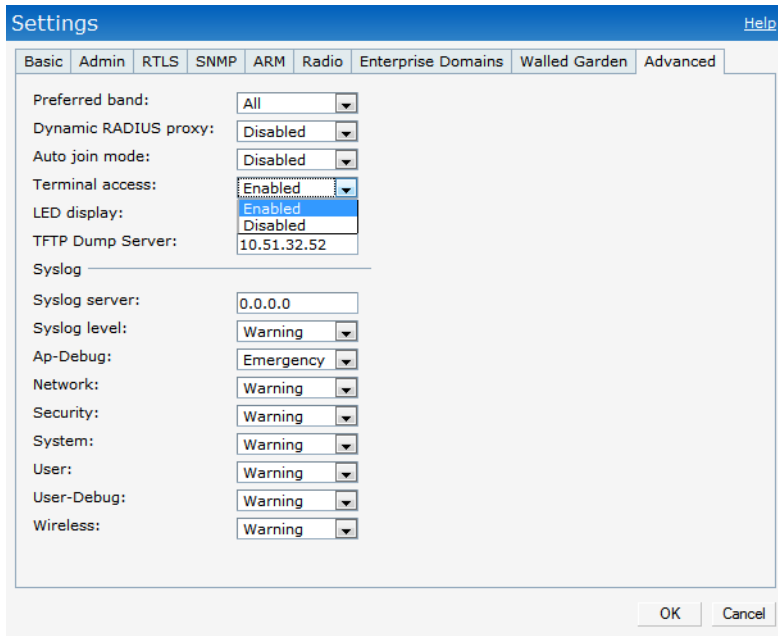 Settings Help
Basic Admin RTLS SNMP ARM Radio Enterprise Domains Walled Garden Advanced
Preferred band: All
Dynamic RADIUS proxy: Disabled
Auto join mode: Disabled
Terminal access: Enabled
Enabled
LED display:
Disabled
TFTP Dump Server: 10.51.32.52
Syslog
Syslog server: 0.0.0.0
Syslog level: Warning
Ap-Debug: Emergency
Network: Warning
Security: Warning
System: Warning
User: Warning
User-Debug: Warning
Wireless: Warning
OK Cancel